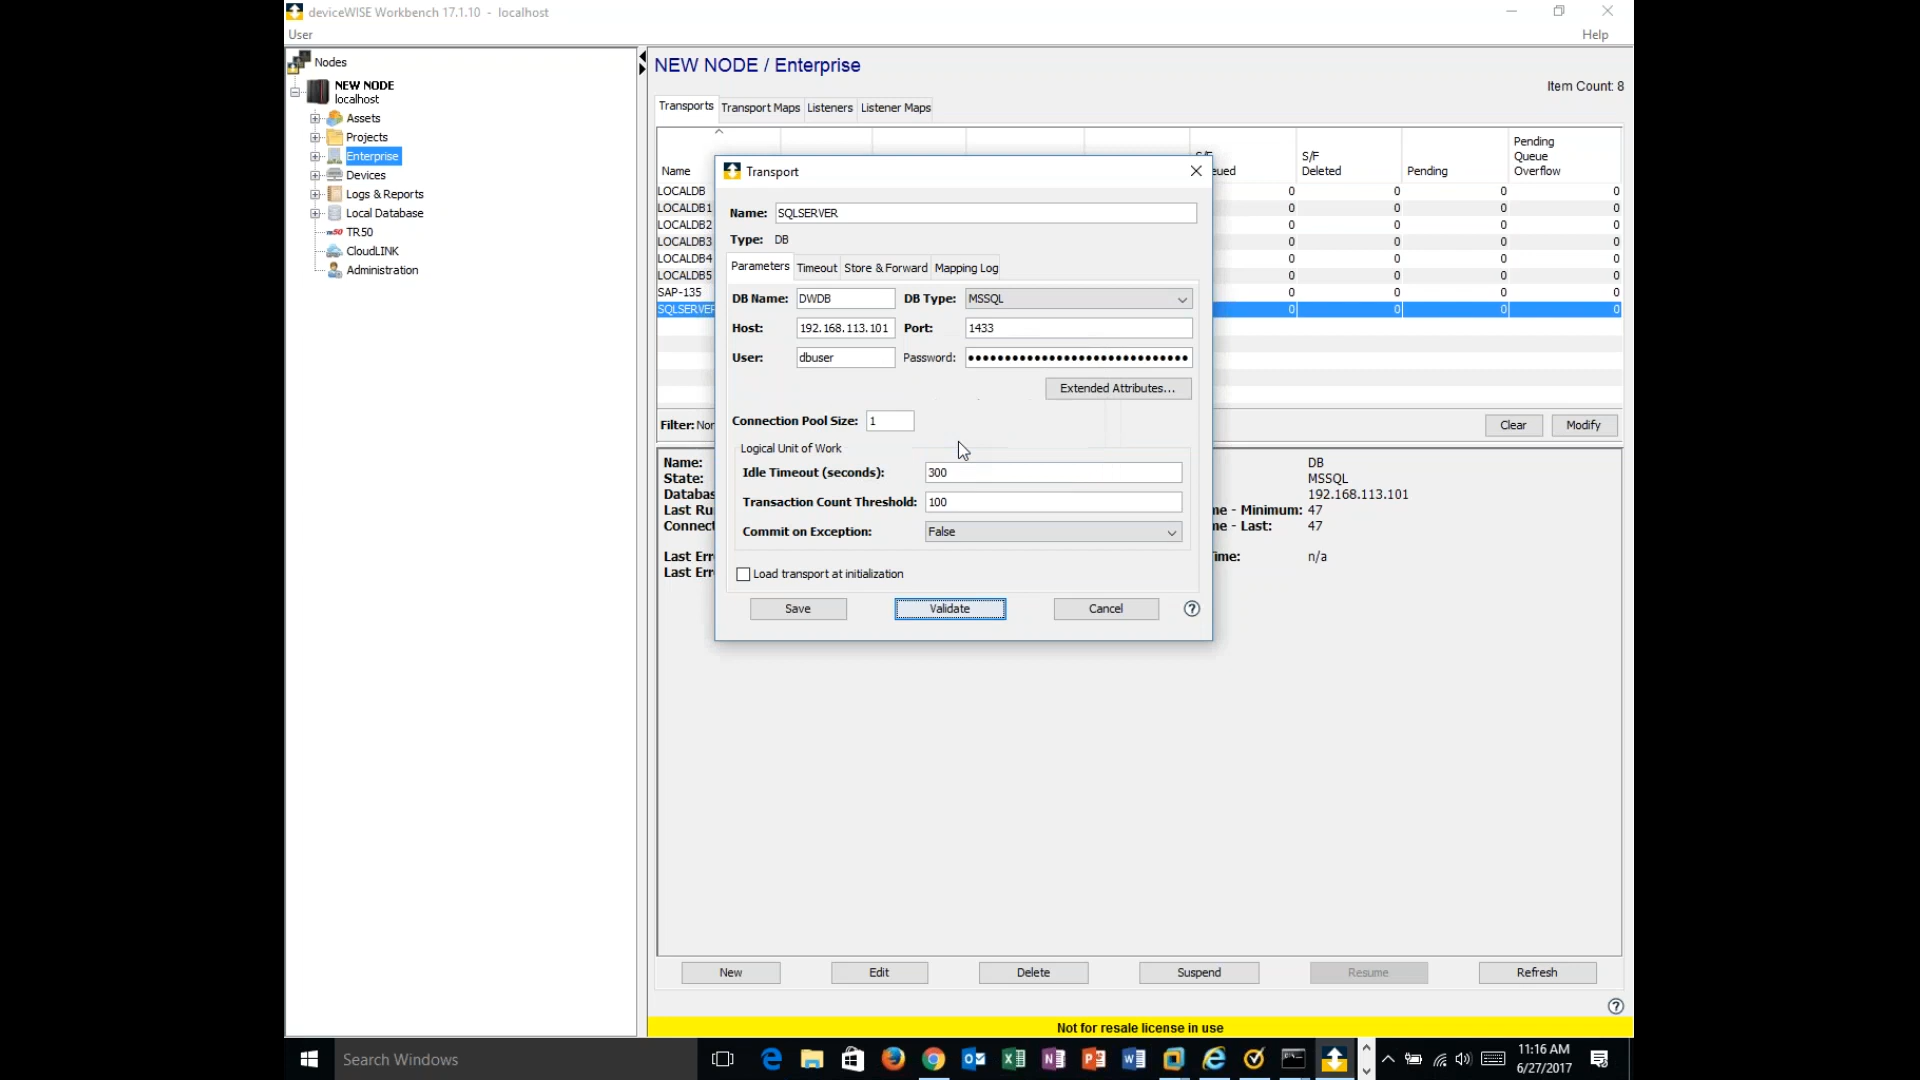 deviceWISE Workbench 17.1.10 - localhost
User
Help
Nodes
NEW NODE
localhost
Assets
Projects
Enterprise
Devices
Logs & Reports
Local Database
TR50
CloudLINK
Administration
NEW NODE / Enterprise
Item Count: 8
Transports
Transport Maps
Listeners
Listener Maps
Name
S/F
Deleted
Pending
Pending
Queue
Overflow
LOCALDB 0 0 0 0
LOCALDB1 0 0 0 0
LOCALDB2 0 0 0 0
LOCALDB3 0 0 0 0
LOCALDB4 0 0 0 0
LOCALDB5 0 0 0 0
SAP-135 0 0 0 0
SQLSERVER 0 0 0 0
Transport
Name: SQLSERVER
Type: DB
Parameters
Timeout
Store & Forward
Mapping Log
DB Name: DWDB DB Type: MSSQL
Host: 192.168.113.101 Port: 1433
User: dbuser Password:
Extended Attributes...
Connection Pool Size: 1
Logical Unit of Work
Idle Timeout (seconds): 300
Transaction Count Threshold: 100
Commit on Exception: False
Load transport at initialization
Save
Validate
Cancel
Filter:
Clear
Modify
Name: DB
State: MSSQL
192.168.113.101
Last Minimum: 47
Last: 47
Last n/a
Last
New
Edit
Delete
Suspend
Resume
Refresh
Not for resale license in use
Search Windows
11:16 AM
6/27/2017